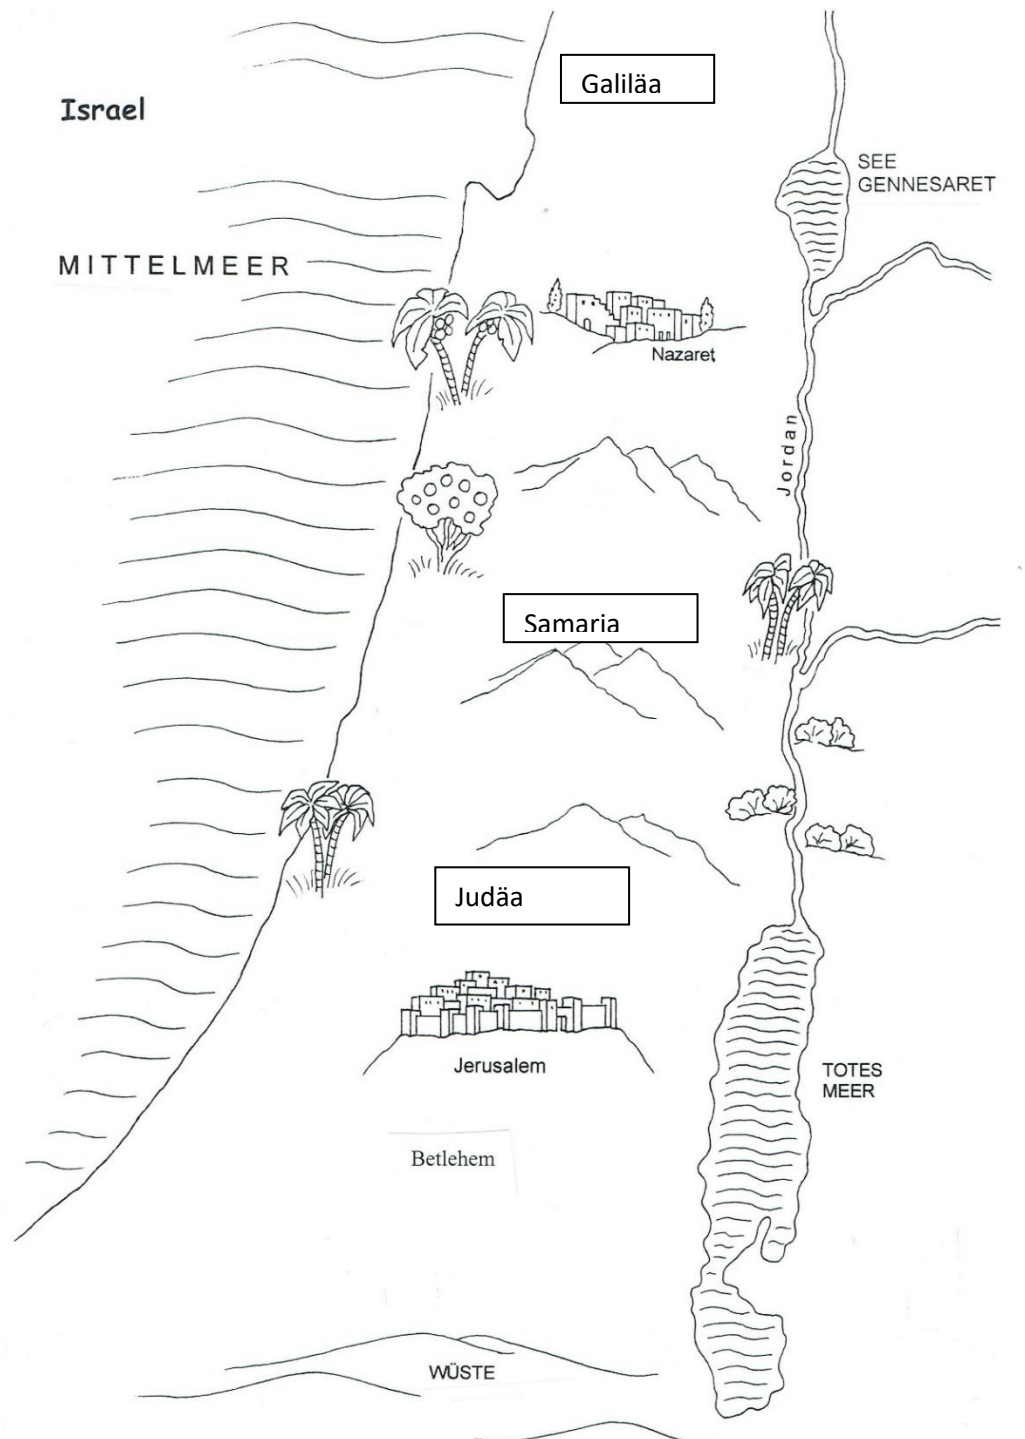 Galiläa
Israel
SEE
GENNESARET
MITTELMEER
Nazaret
Jordan
Samaria
Judäa
Jerusalem
TOTES
MEER
Betlehem
WÜSTE